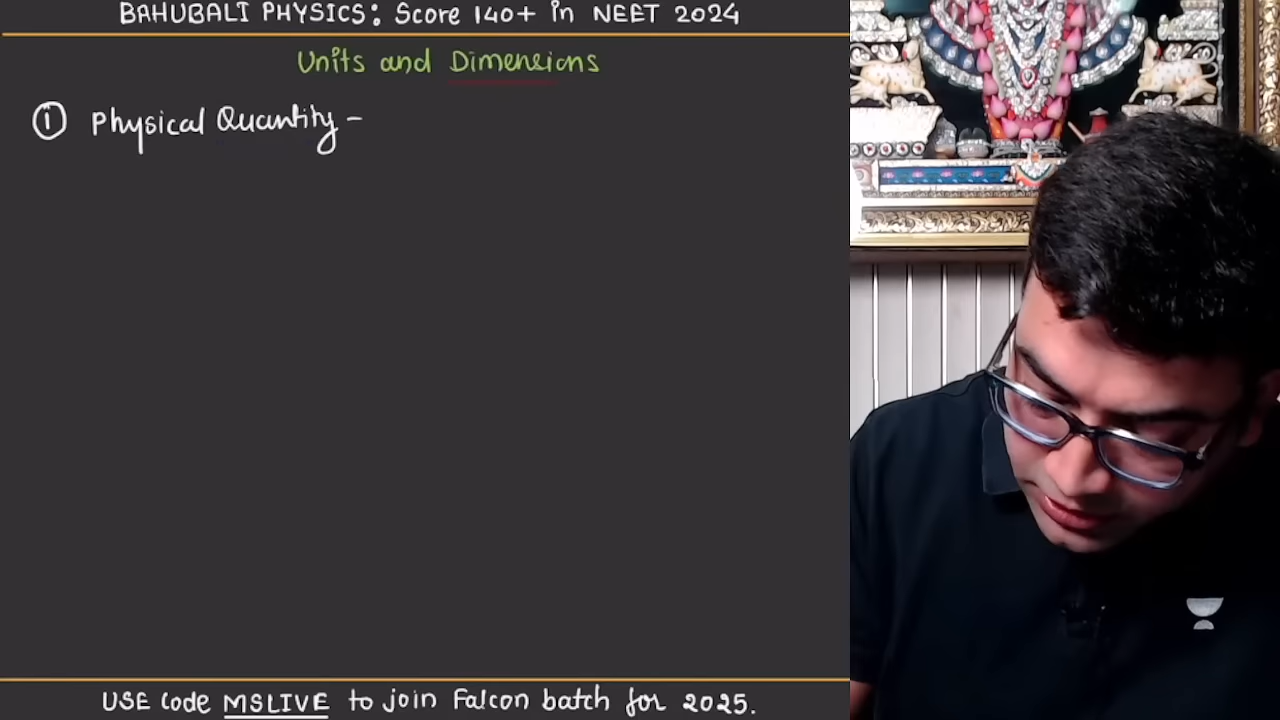 BAHUBALI PHYSICS: Score 140+ in NEET 2024
Units and Dimensions
① Physical Quantity -
USE Code MSLIVE to join Falcon batch for 2025.